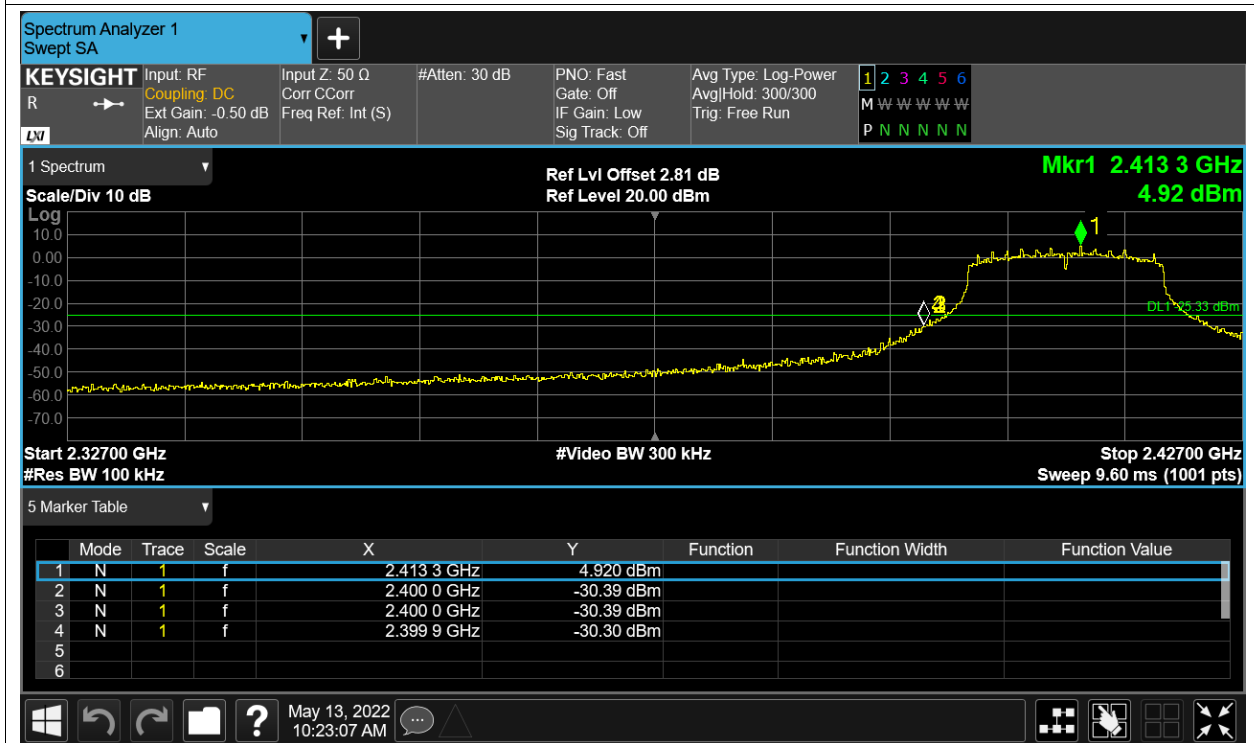 Spectrum Analyzer 1
Swept SA
+
KEYSIGHT Input: RF Input Z: 50 Ω #Atten: 30 dB PNO: Fast Avg Type: Log-Power 1 2 3 4 5 6
R Coupling: DC Corr CCorr Gate: Off Avg|Hold: 300/300 M W W W W W W
Ext Gain: -0.50 dB Freq Ref: Int (S) IF Gain: Low Trig: Free Run
LXI Align: Auto Sig Track: Off P N N N N N N
1 Spectrum Ref Lvl Offset 2.81 dB Mkr1 2.413 3 GHz
Scale/Div 10 dB Ref Level 20.00 dBm 4.92 dBm
Log
10.0 1
0.00
-10.0
-20.0
DL1 -25.33 dBm
-30.0
-40.0
-50.0
-60.0
-70.0
Start 2.32700 GHz #Video BW 300 kHz Stop 2.42700 GHz
#Res BW 100 kHz Sweep 9.60 ms (1001 pts)
5 Marker Table
Mode Trace Scale X Y Function Function Width Function Value
1 N 1 f 2.413 3 GHz 4.920 dBm
2 N 1 f 2.400 0 GHz -30.39 dBm
3 N 1 f 2.400 0 GHz -30.39 dBm
4 N 1 f 2.399 9 GHz -30.30 dBm
5
6
? May 13, 2022
10:23:07 AM